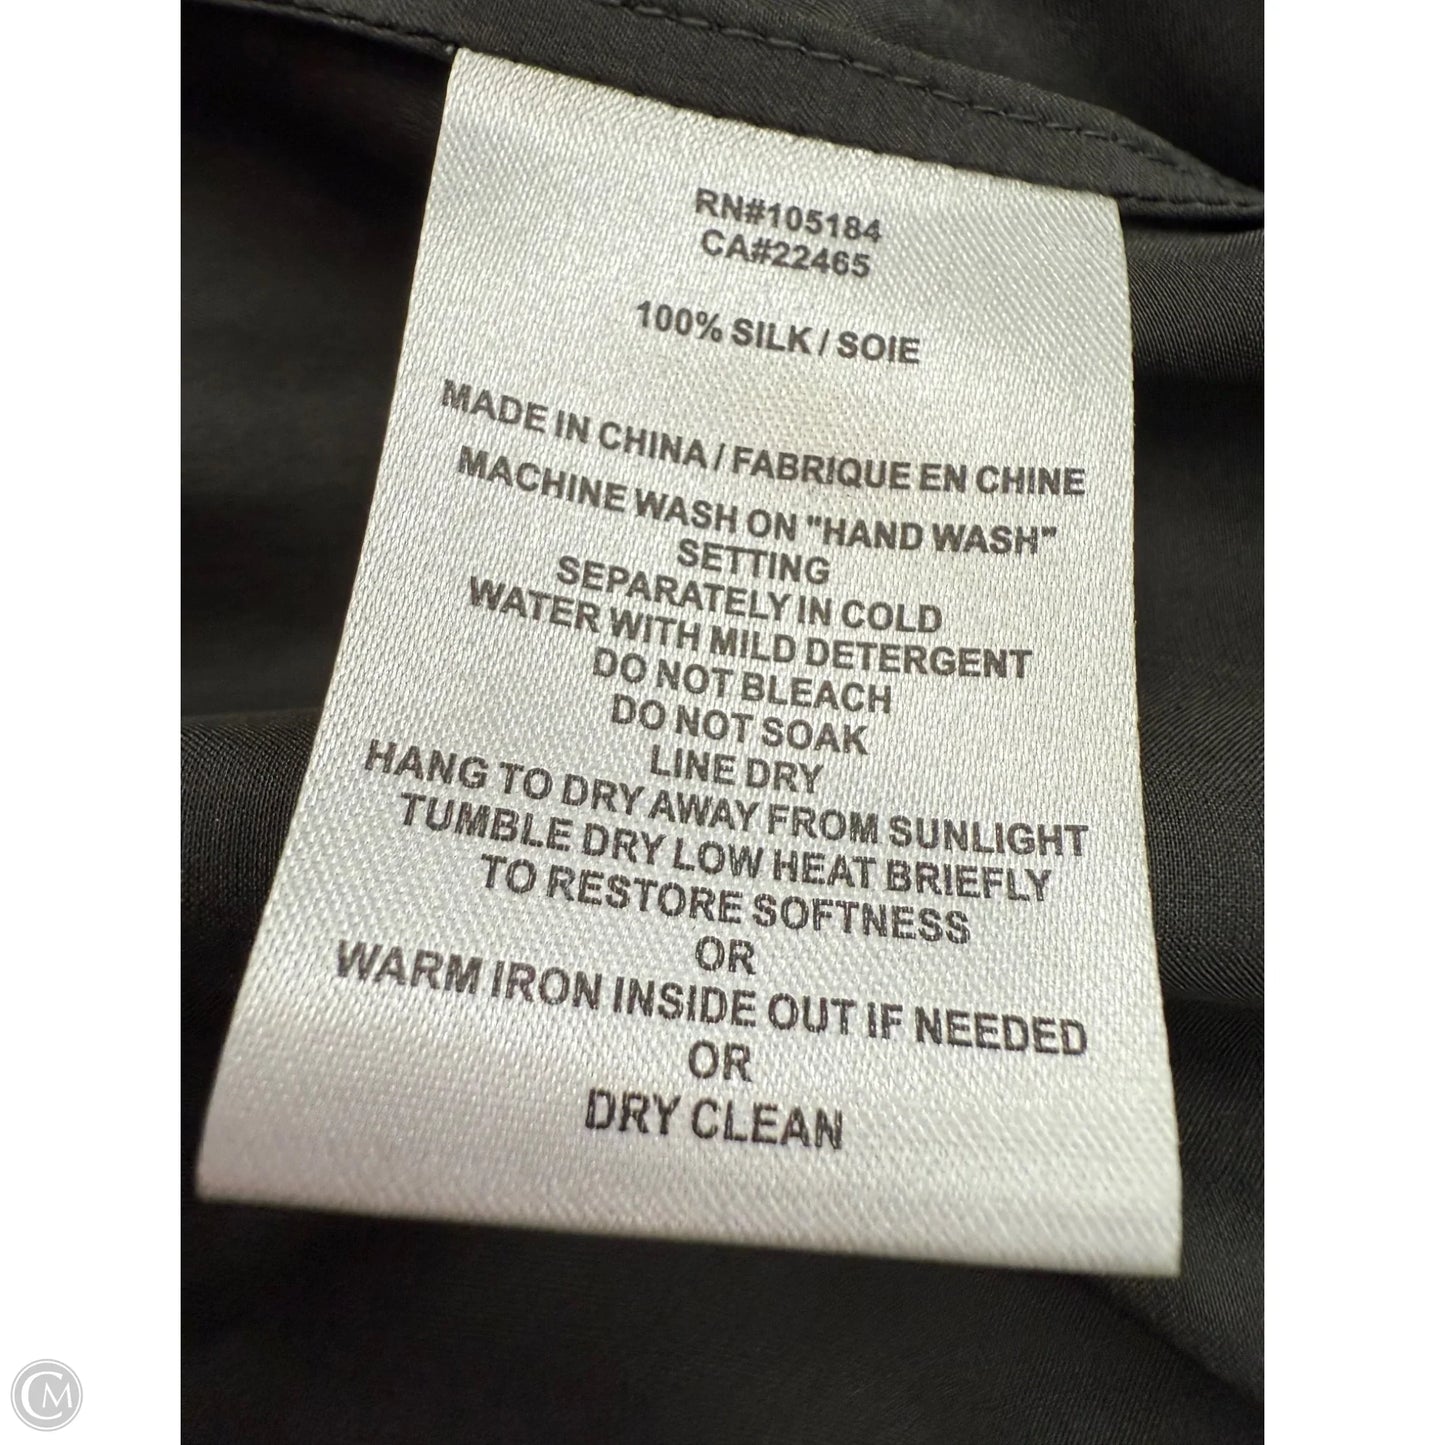 RN#105184
CA#22465
100% SILK / SOIE
MADE IN CHINA / FABRIQUE EN CHINE
MACHINE WASH ON "HAND WASH"
SETTING
SEPARATELY IN COLD
WATER WITH MILD DETERGENT
DO NOT BLEACH
DO NOT SOAK
LINE DRY
HANG TO DRY AWAY FROM SUNLIGHT
TUMBLE DRY LOW HEAT BRIEFLY
TO RESTORE SOFTNESS
OR
WARM IRON INSIDE OUT IF NEEDED
OR
DRY CLEAN
CM